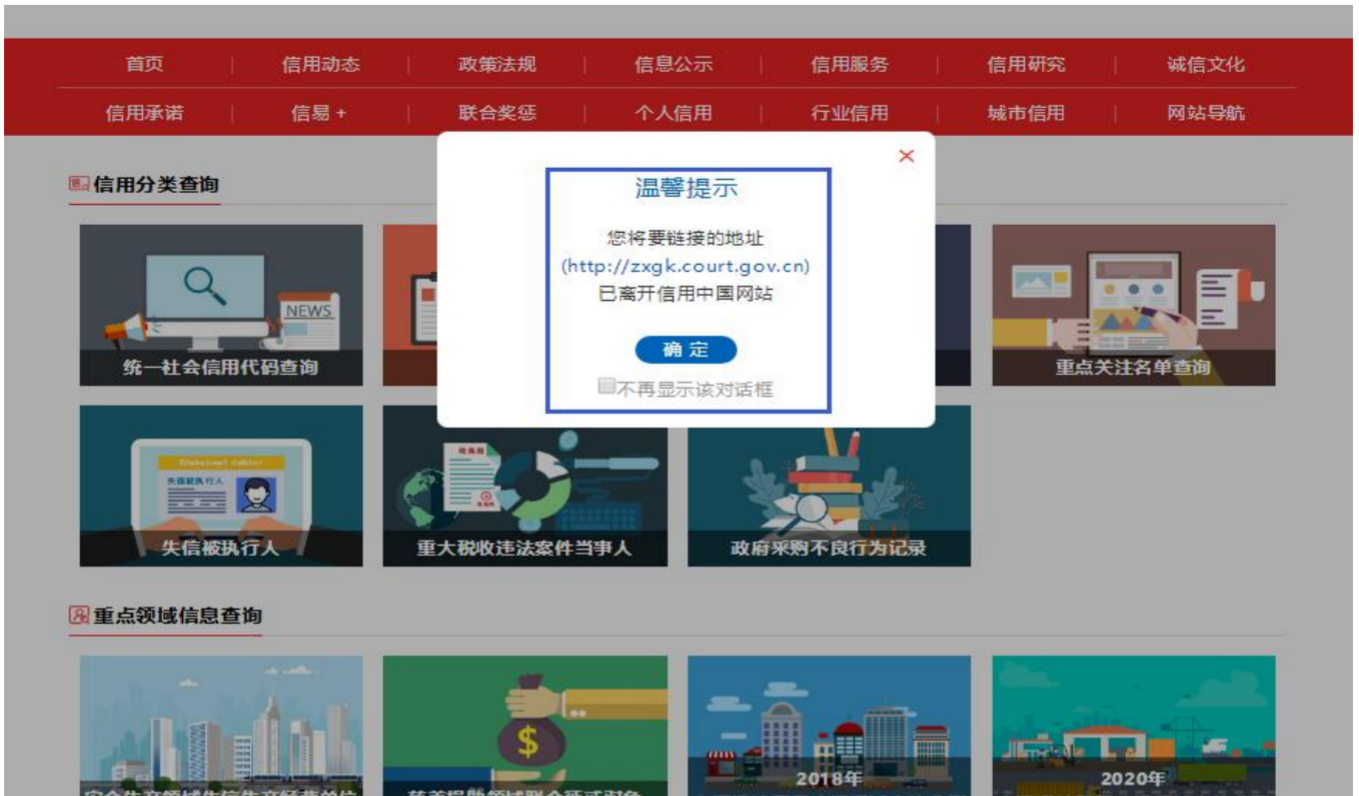 首页 信用动态 政策法规 信息公示 信用服务 信用研究 诚信文化
信用承诺 信易 + 联合奖惩 个人信用 行业信用 城市信用 网站导航
信用分类查询
温馨提示
您将要链接的地址
(http://zxgk.court.gov.cn)
已离开信用中国网站
确 定
不再显示该对话框
NEWS
统一社会信用代码查询
重点关注名单查询
失信被执行人
失信被执行人
重大税收违法案件当事人
政府采购不良行为记录
重点领域信息查询
2018年
2020年